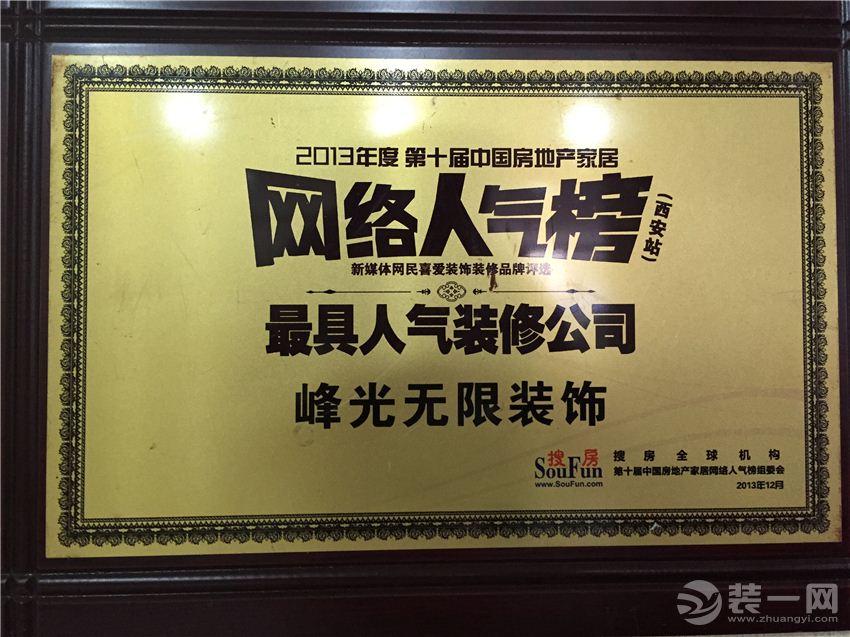 2013年度 第十届中国房地产家居
网络人气榜
(西安站)
新媒体网民喜爱装饰装修品牌评选
最具人气装修公司
峰光无限装饰
搜房
SouFun
www.SouFun.com
搜房全球机构
第十届中国房地产家居网络人气榜组委会
2013年12月
装一网
www.zhuangyi.com